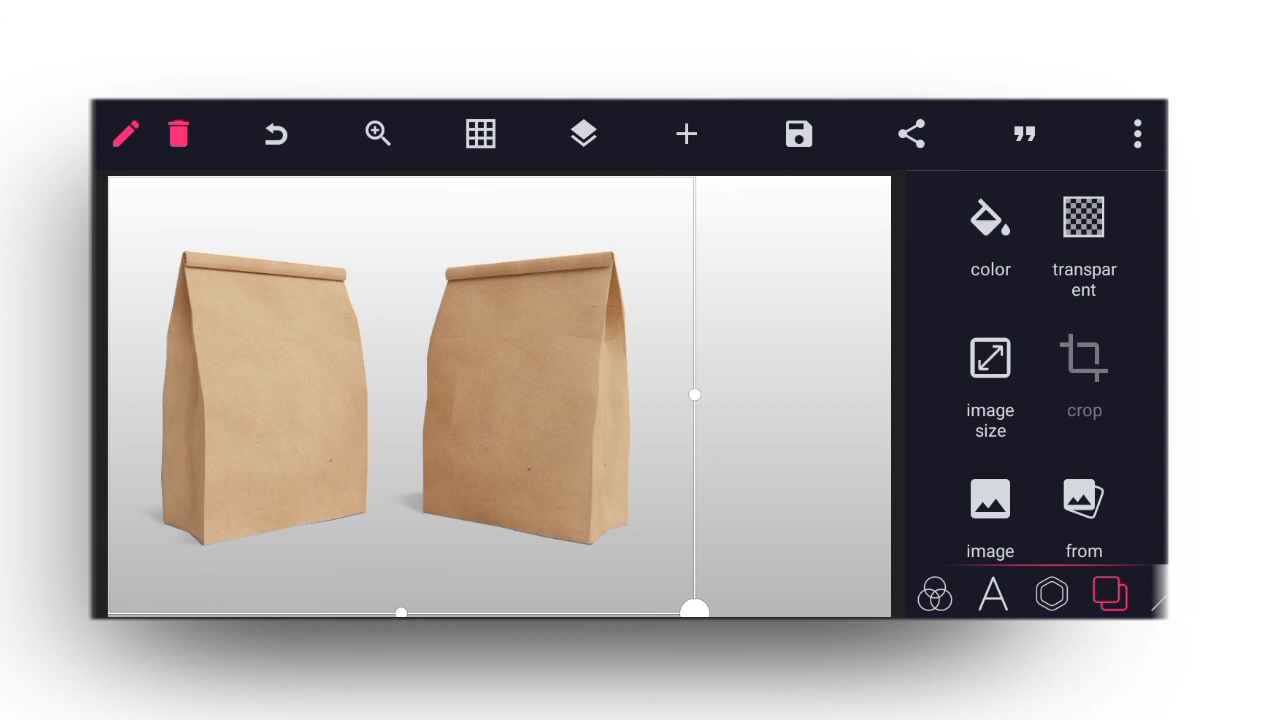 color
transpar
ent
image
size
crop
image
from